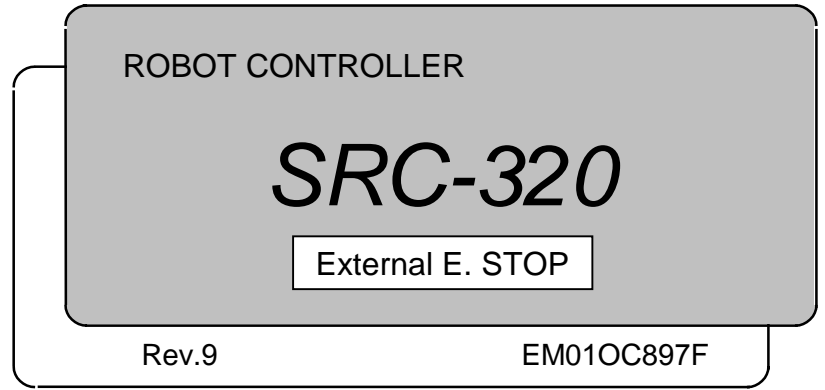 ROBOT CONTROLLER
SRC-320
External E. STOP
Rev.9 EM01OC897F